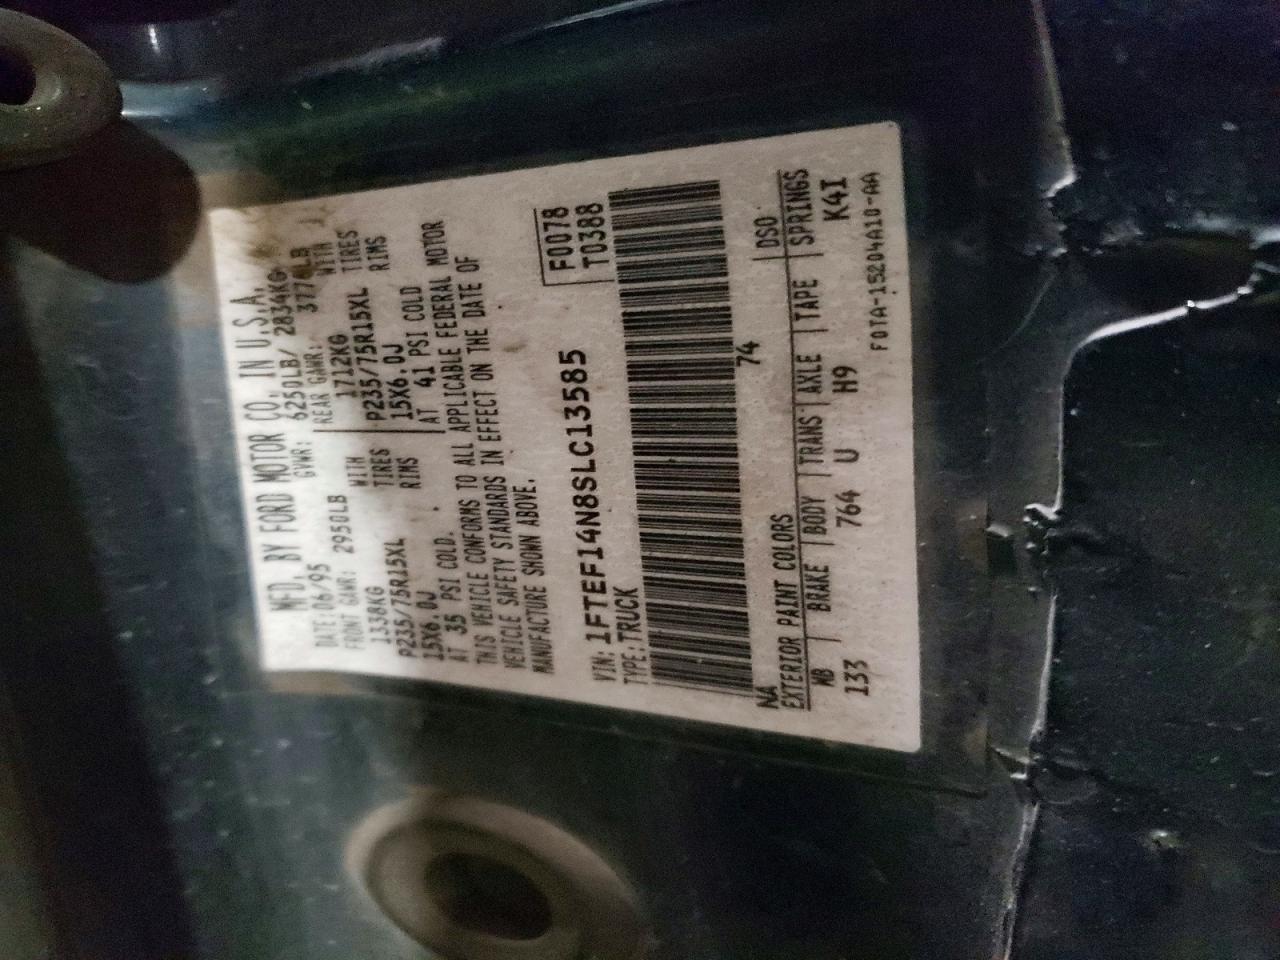 MFD. BY FORD MOTOR CO. IN U.S.A.
DATE: 06/95 GVWR: 6250LB/ 2834KG
FRONT GAWR: 2950LB REAR GAWR: 3776LB
1338KG WITH 1712KG WITH
P235/75R15XL TIRES P235/75R15XL TIRES
15X6.0J RIMS 15X6.0J RIMS
AT 35 PSI COLD. AT 41 PSI COLD
THIS VEHICLE CONFORMS TO ALL APPLICABLE FEDERAL MOTOR
VEHICLE SAFETY STANDARDS IN EFFECT ON THE DATE OF
MANUFACTURE SHOWN ABOVE.
F0078
T0388
VIN: 1FTEF14N8SLC13585
TYPE: TRUCK
NA 74
EXTERIOR PAINT COLORS DSO
WB BRAKE BODY TRANS AXLE TAPE SPRINGS
133 764 U H9 K4I
F0TA-15204A10-AA